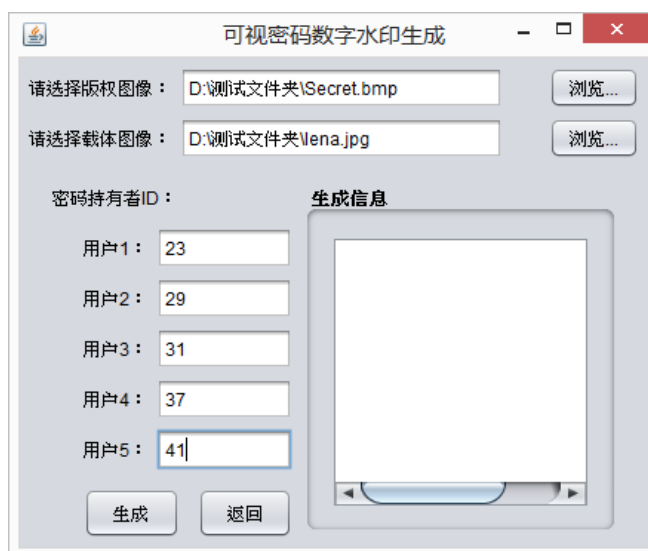 可视密码数字水印生成
请选择版权图像： D:\测试文件夹\Secret.bmp 浏览...
请选择载体图像： D:\测试文件夹\lena.jpg 浏览...
密码持有者ID： 生成信息
用户1： 23
用户2： 29
用户3： 31
用户4： 37
用户5： 41
生成 返回